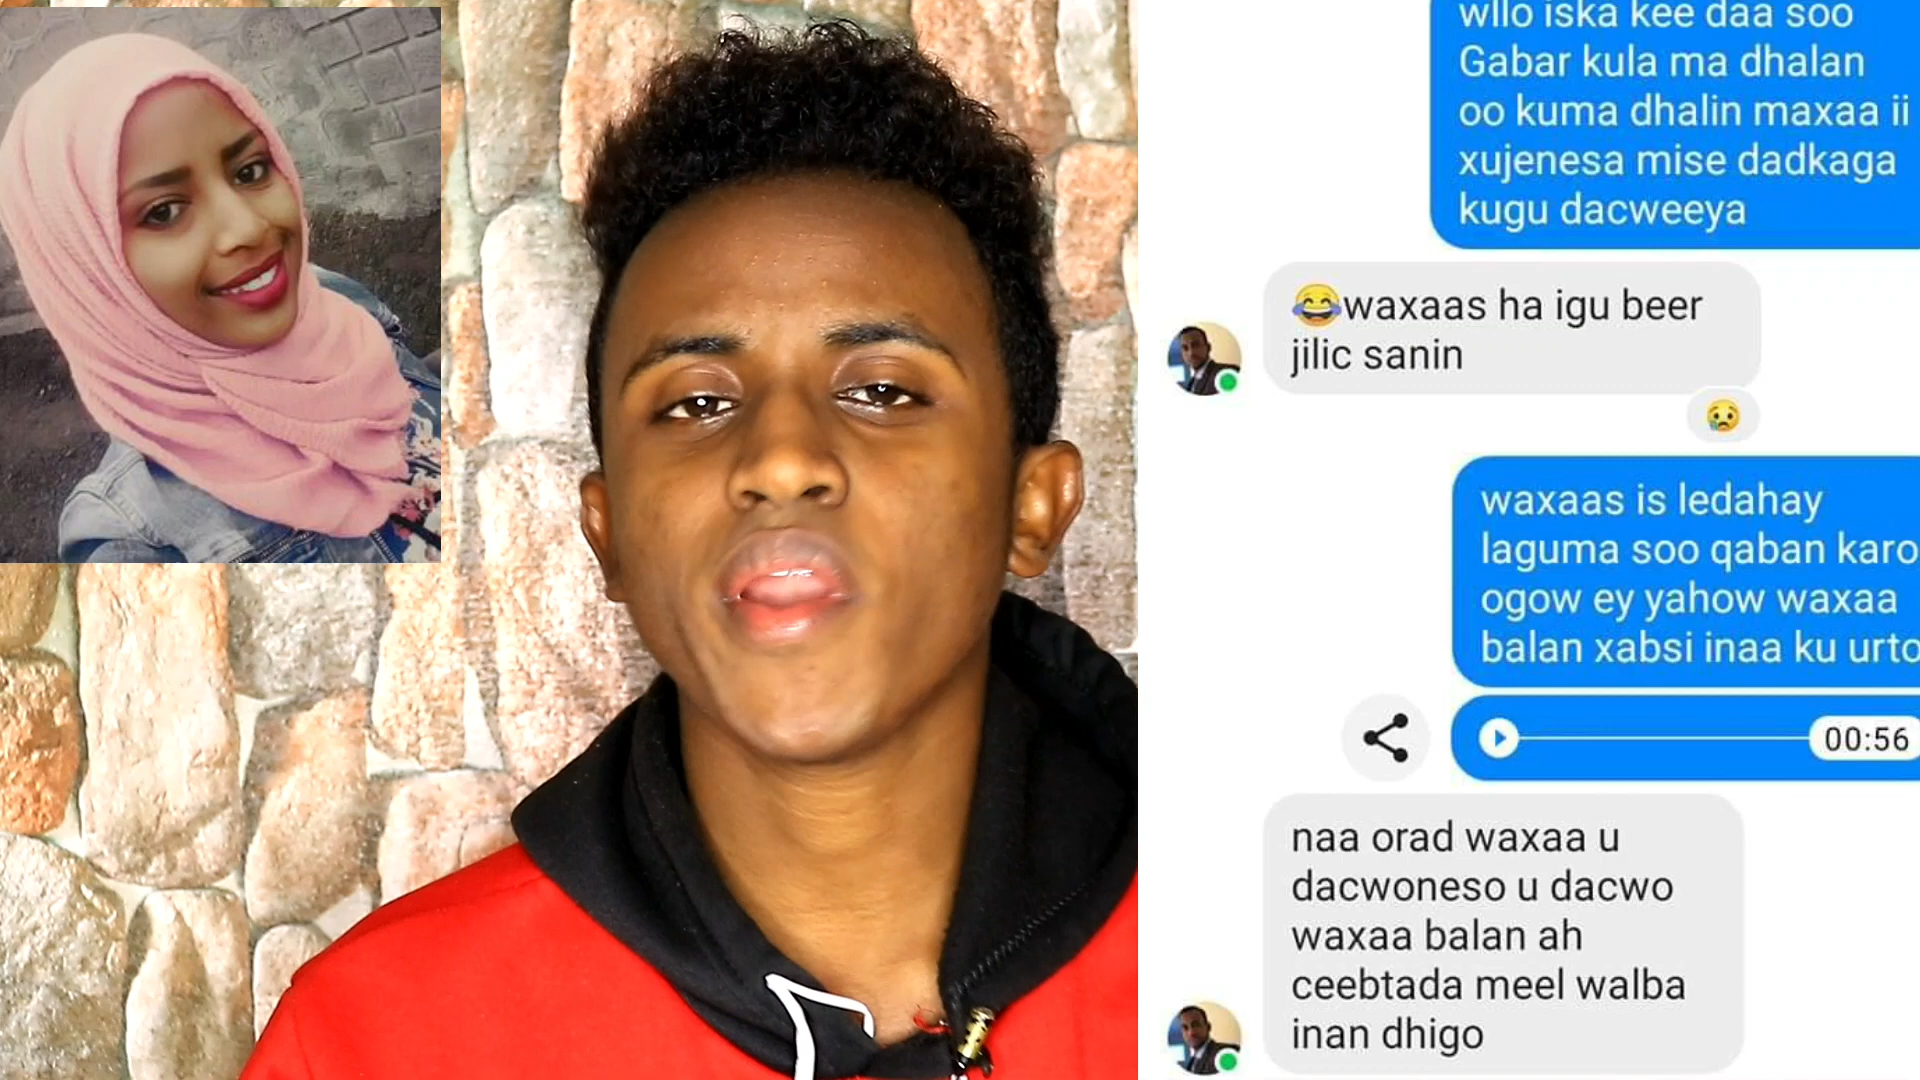 wllo iska kee daa soo
Gabar kula ma dhalan
oo kuma dhalin maxaa ii
xujenesa mise dadkaga
kugu dacweeya
😂waxaas ha igu beer
jilic sanin
waxaas is ledahay
laguma soo qaban karo
ogow ey yahow waxaa
balan xabsi inaa ku urto
00:56
naa orad waxaa u
dacwoneso u dacwo
waxaa balan ah
ceebtada meel walba
inan dhigo